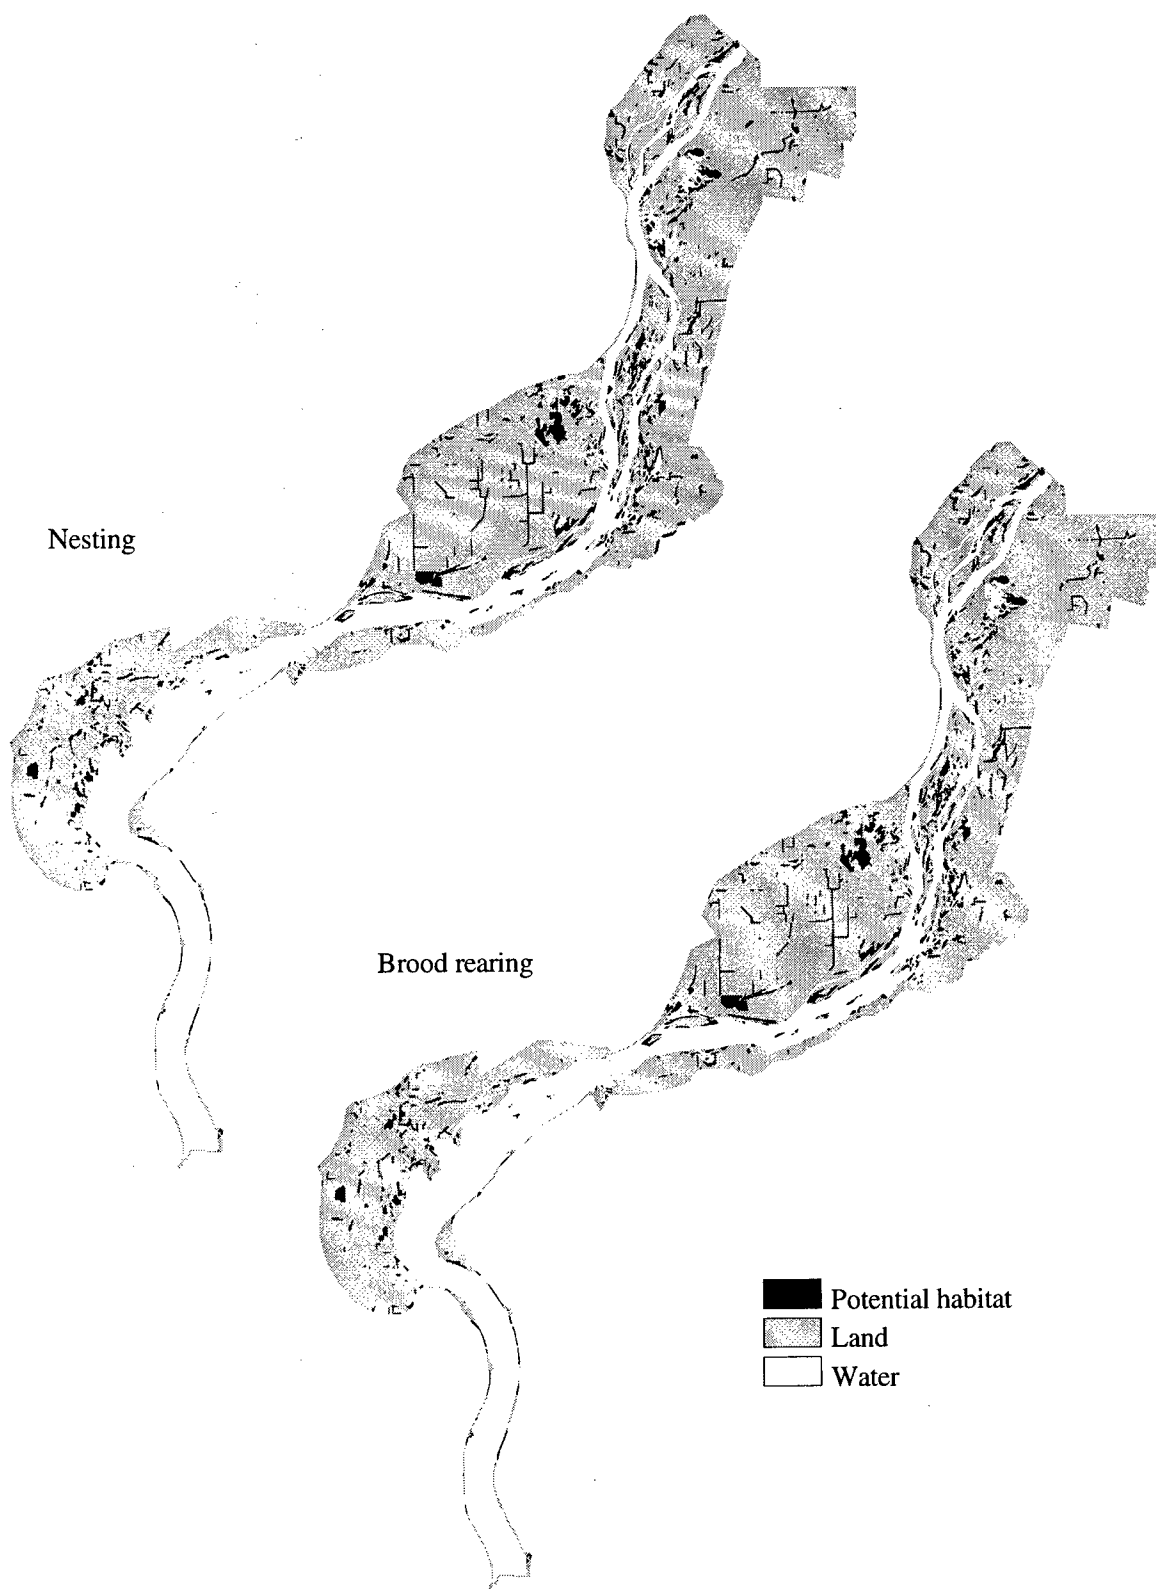 Nesting
Brood rearing
Potential habitat
Land
Water